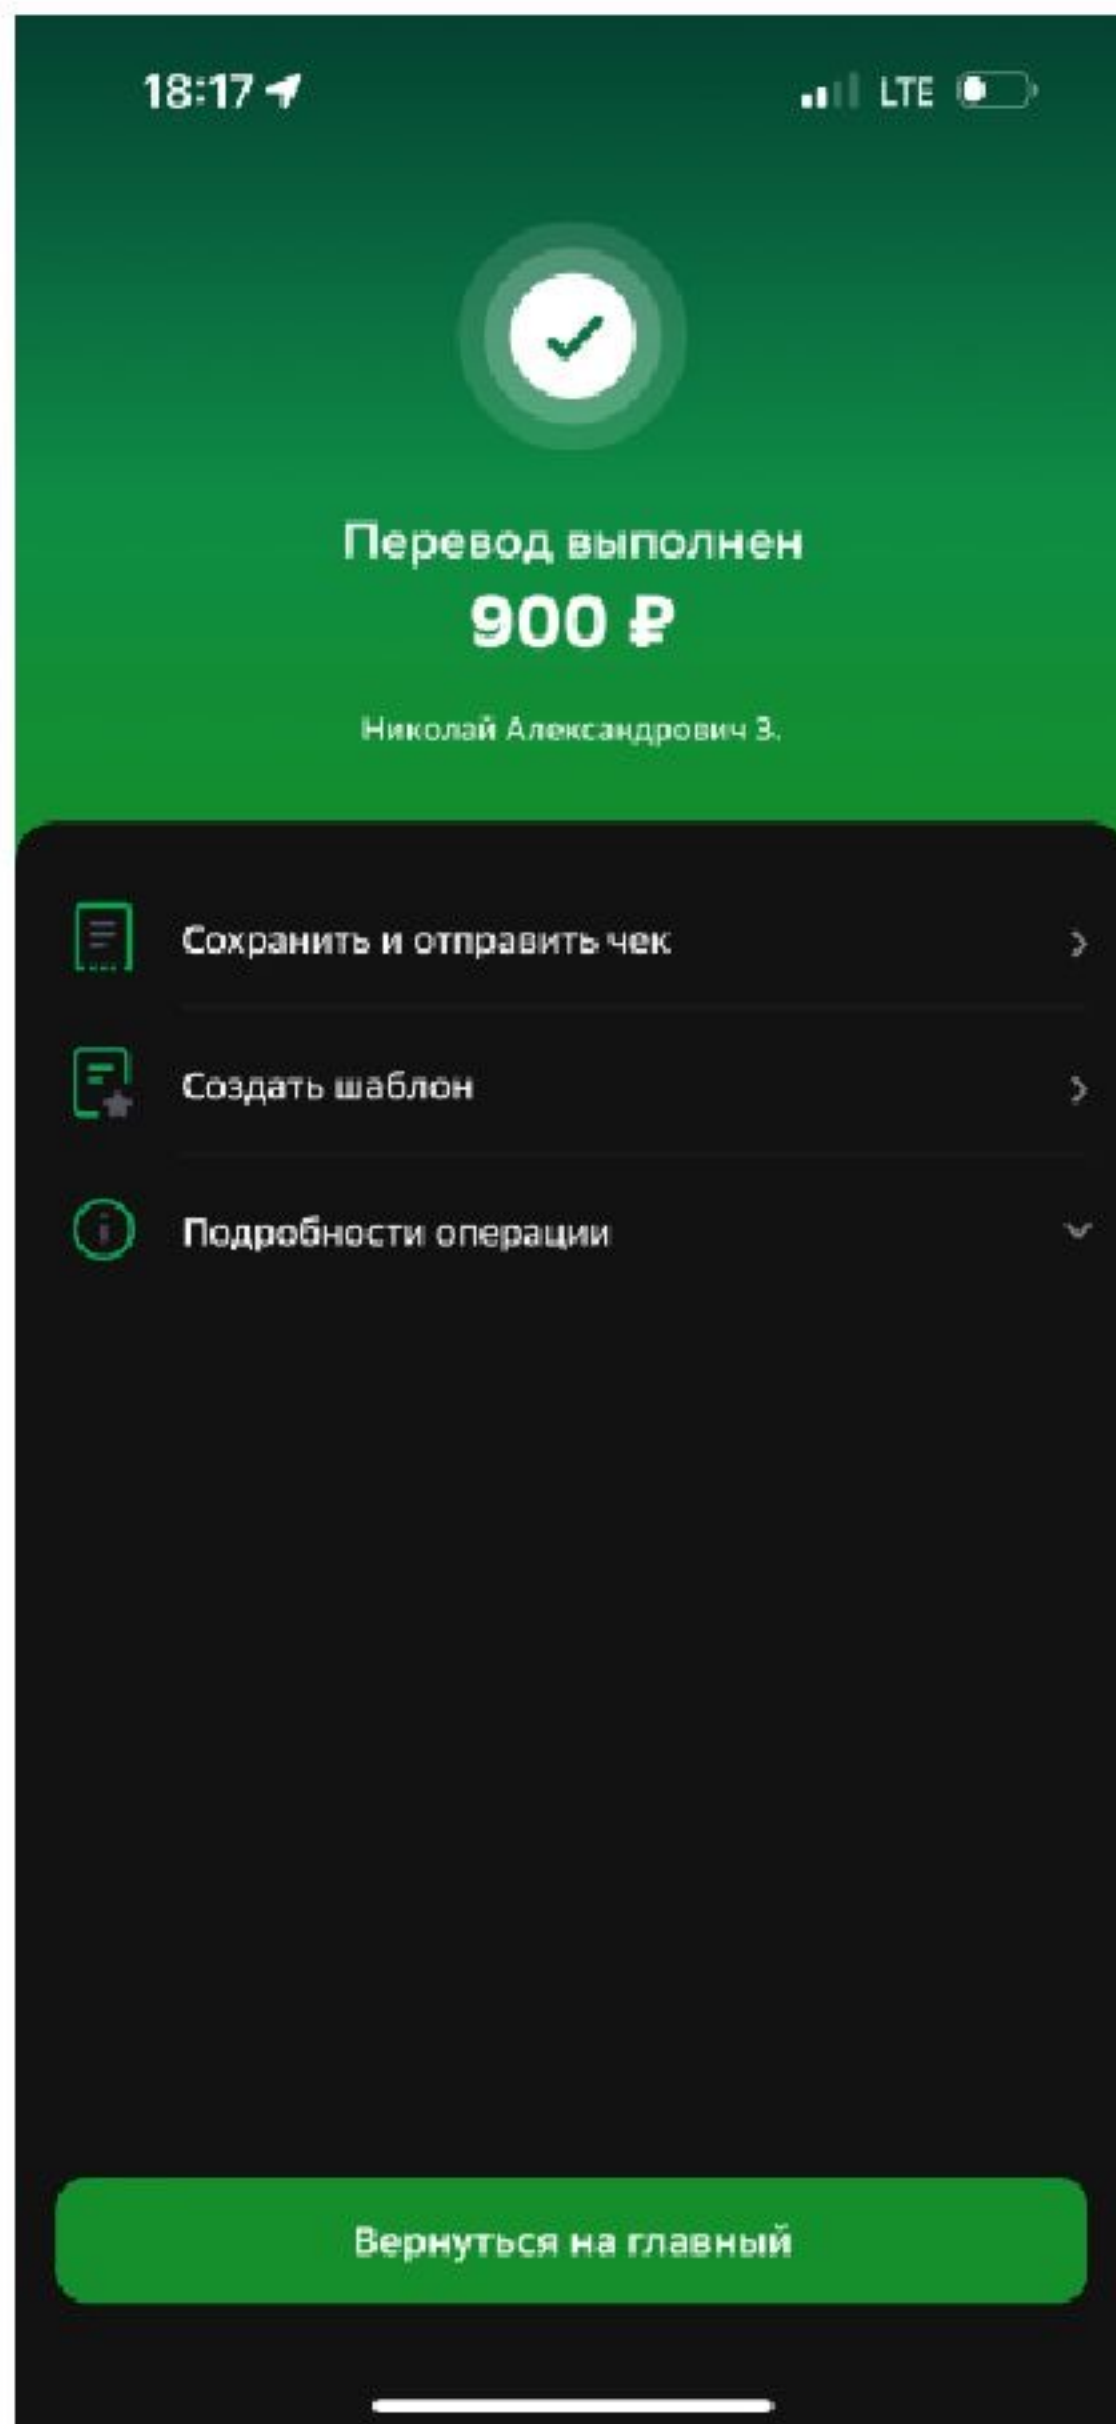 18:17
LTE
Перевод выполнен
900 ₽
Николай Александрович З.
Сохранить и отправить чек
Создать шаблон
Подробности операции
Вернуться на главный